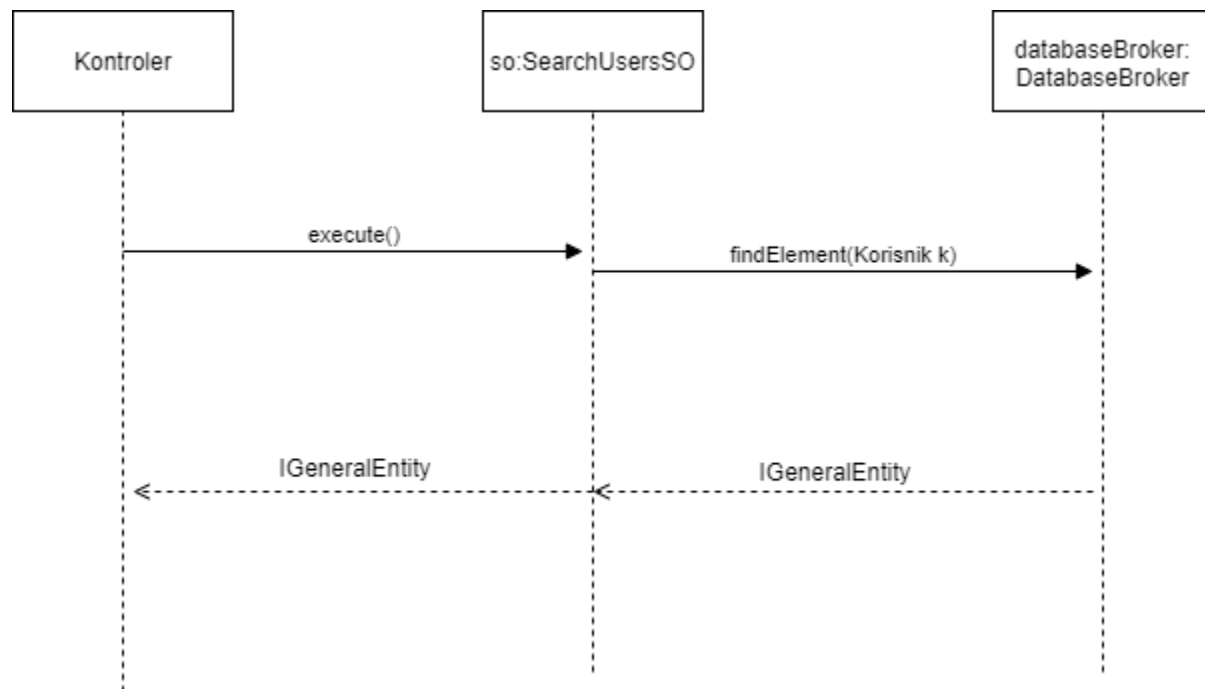 Kontroler
so:SearchUsersSO
databaseBroker:
DatabaseBroker
execute()
findElement(Korisnik k)
IGeneralEntity
IGeneralEntity